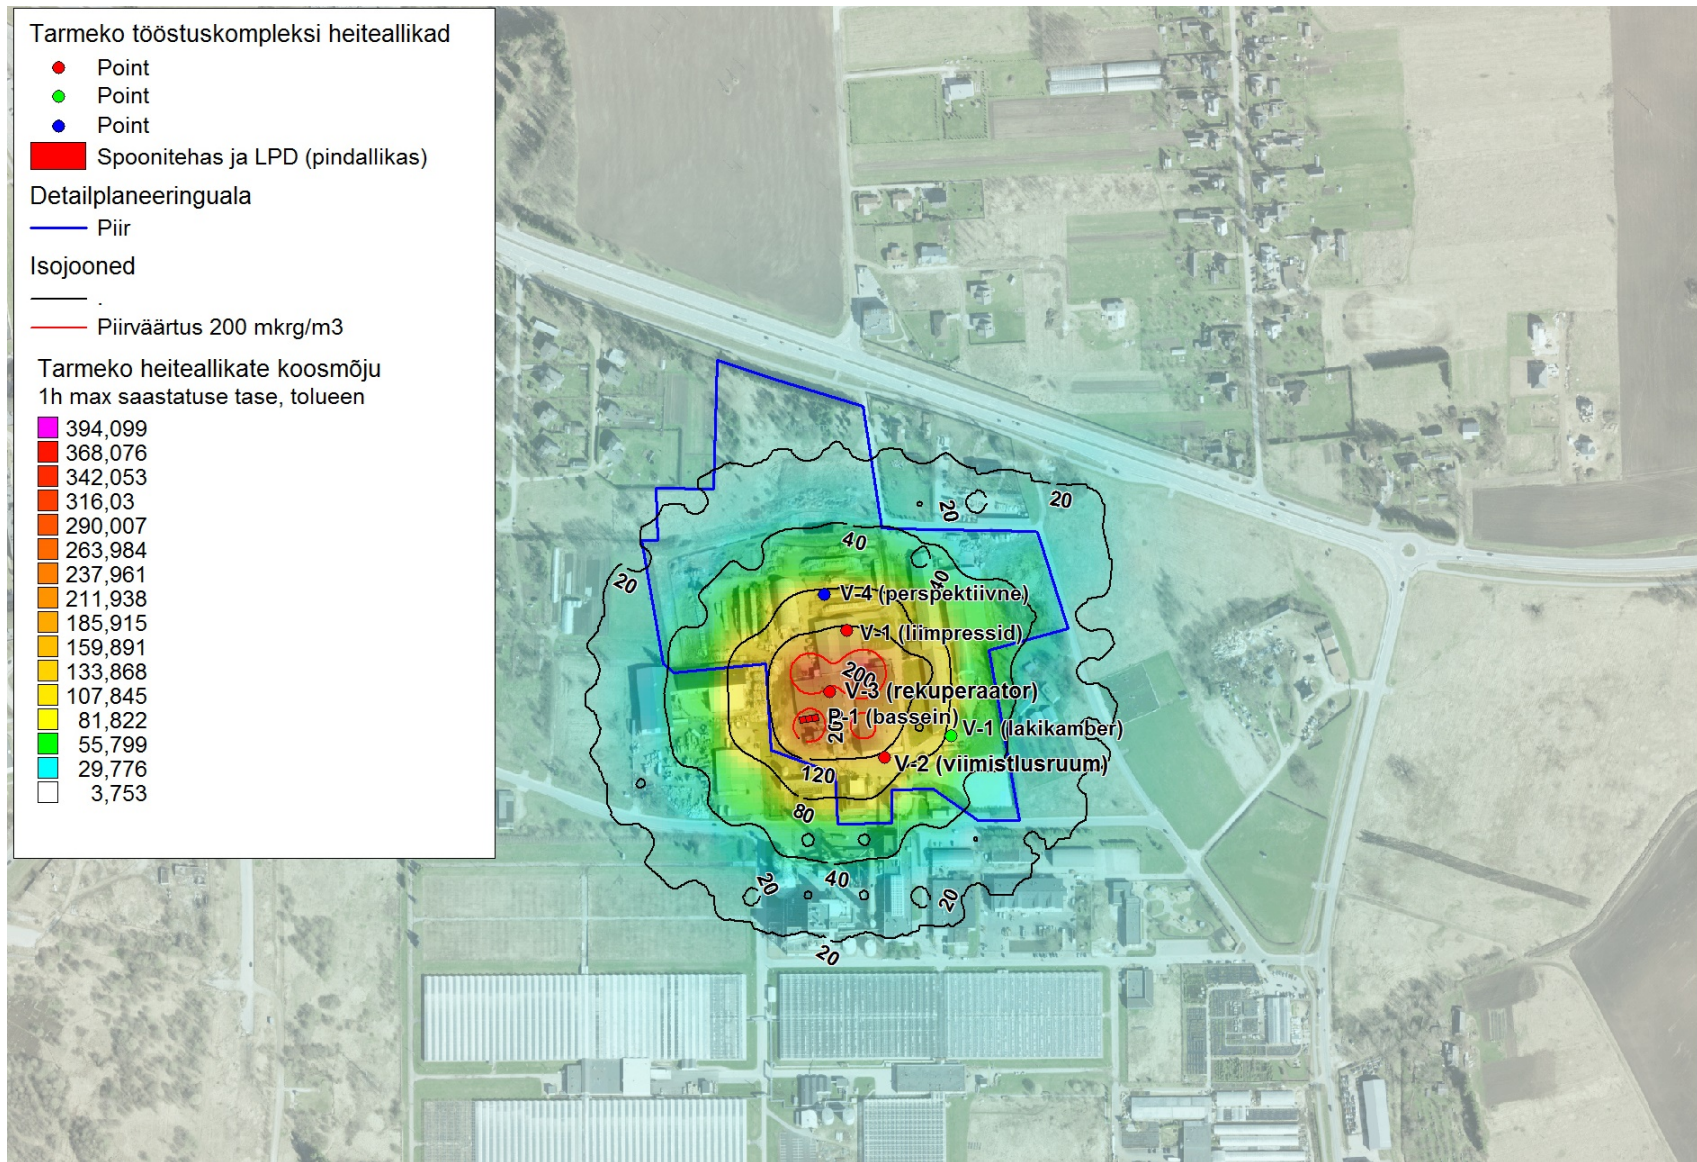 Tarmeko tööstuskompleksi heiteallikad
Point
Point
Point
Spoonitehas ja LPD (pindallikas)
Detailplaneeringuala
Piir
Isojooned
.
Piirväärtus 200 mkrg/m3
Tarmeko heiteallikate koosmõju
1h max saastatuse tase, tolueen
394,099
368,076
342,053
316,03
290,007
263,984
237,961
211,938
185,915
159,891
133,868
107,845
81,822
55,799
29,776
3,753
20
20
40
40
20
V-4 (perspektiivne)
V-1 (liimpressid)
200
V-3 (rekuperaator)
P-1 (bassein)
200
V-1 (lakikamber)
V-2 (viimistlusruum)
120
80
40
20
20
20